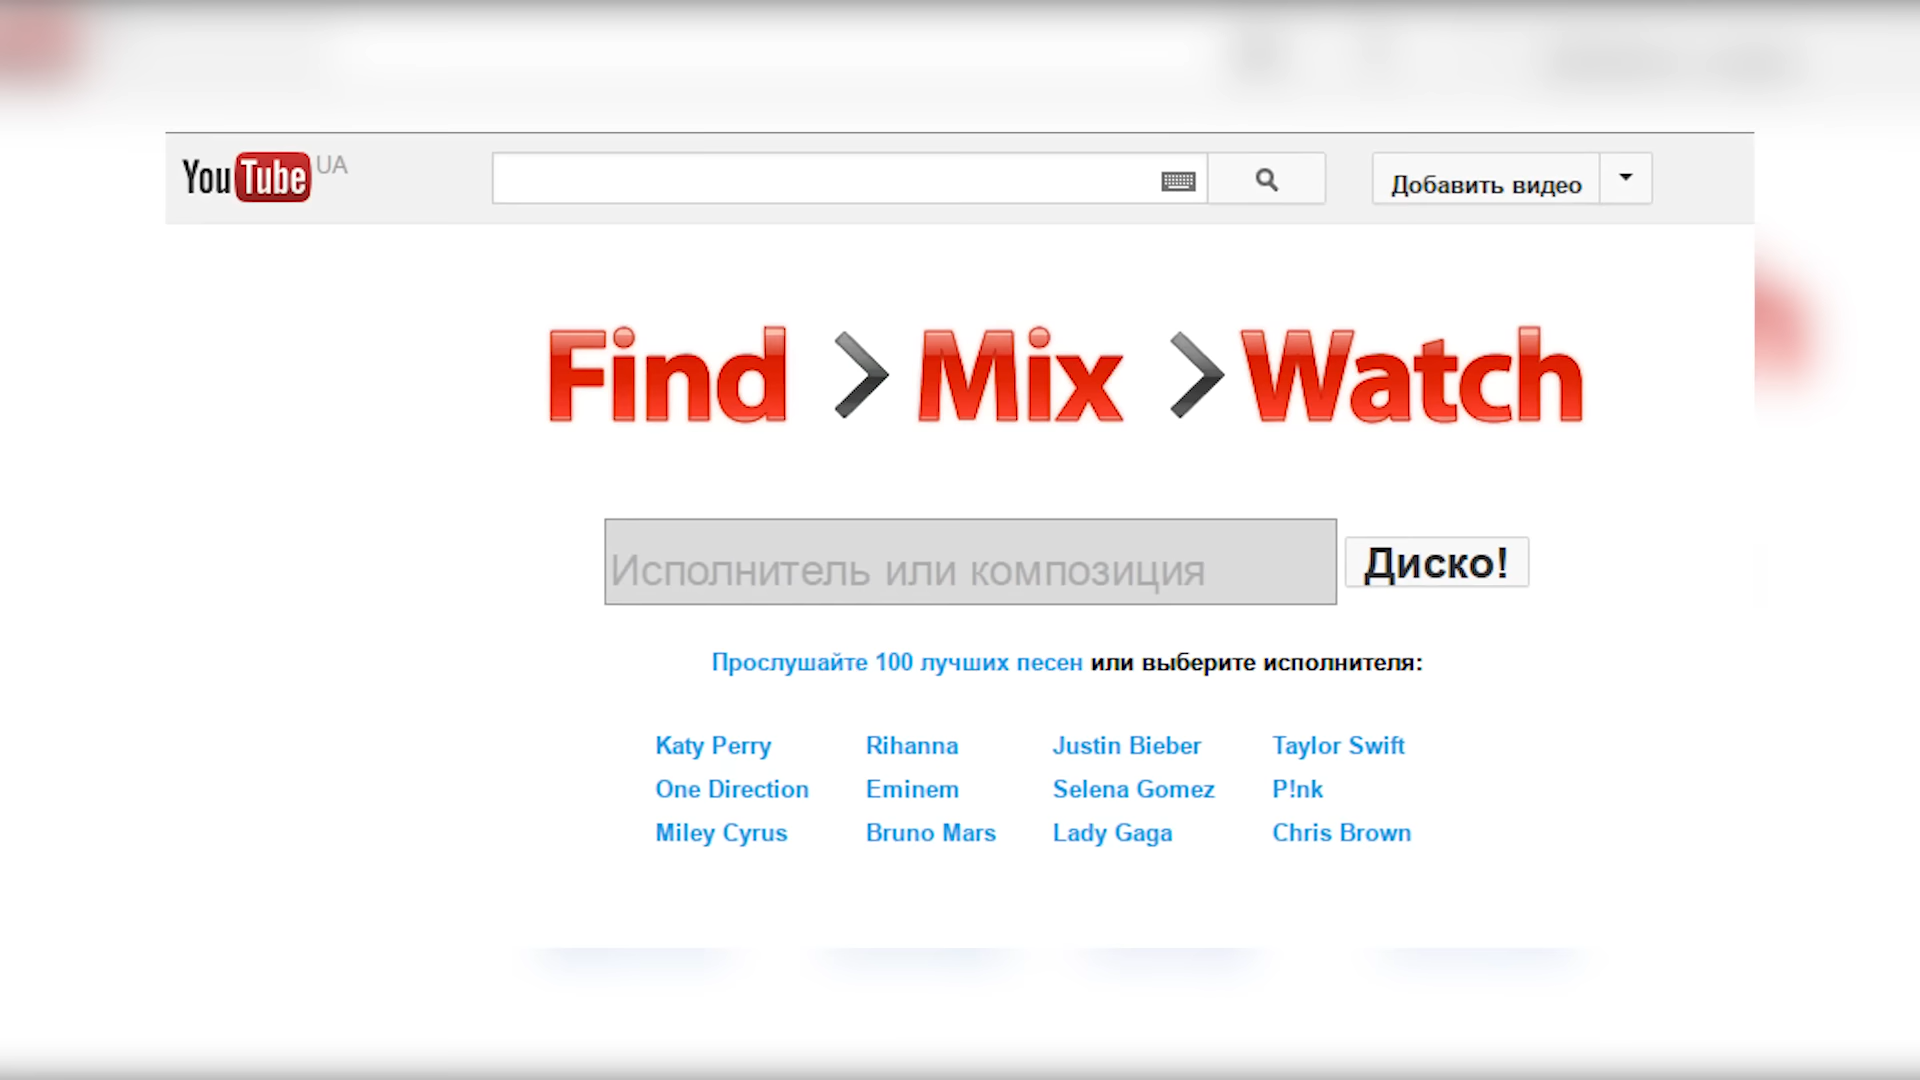 YouTube UA
Добавить видео
Find > Mix > Watch
Исполнитель или композиция
Диско!
Прослушайте 100 лучших песен или выберите исполнителя:
Katy Perry Rihanna Justin Bieber Taylor Swift
One Direction Eminem Selena Gomez P!nk
Miley Cyrus Bruno Mars Lady Gaga Chris Brown